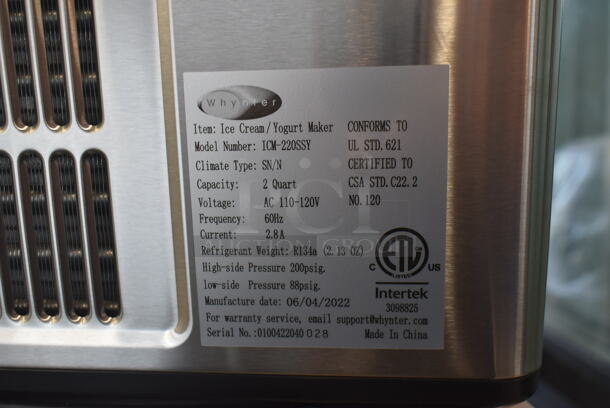 Whynter
Item: Ice Cream/Yogurt Maker
Model Number: ICM-220SSY
Climate Type: SN/N
Capacity: 2 Quart
Voltage: AC 110-120V
Frequency: 60Hz
Current: 2.8A
Refrigerant Weight: R134a (2.13 OZ)
High-side Pressure 200psig.
low-side Pressure 88psig.
Manufacture date: 06/04/2022
For warranty service, email support@whynter.com
Serial No.:0100422040 028
CONFORMS TO
UL STD. 621
CERTIFIED TO
CSA STD. C22.2
NO. 120
C ETL US
LISTED
Intertek
3098825
Made In China